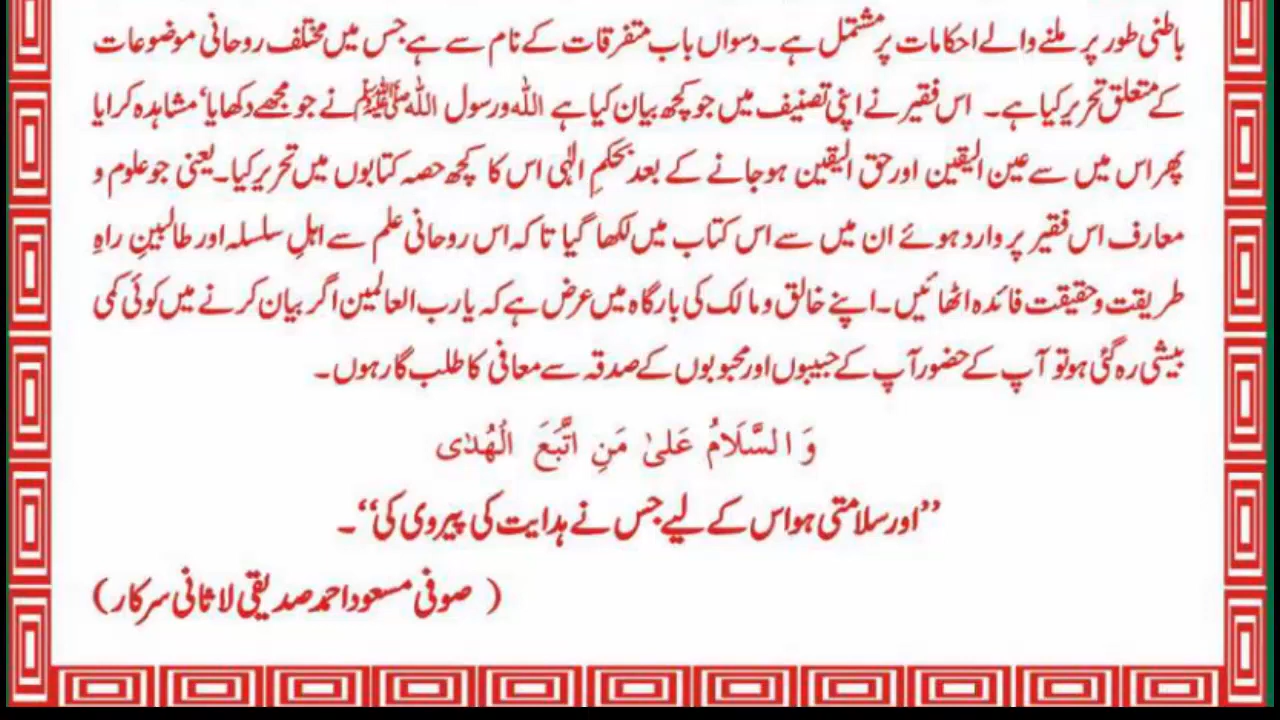 باطنی طور پر ملنے والے احکامات پر مشتمل ہے۔ دسواں باب متفرقات کے نام سے ہے جس میں مختلف روحانی موضوعات
کے متعلق تحریر کیا ہے۔ اس فقیر نے اپنی تصنیف میں جو کچھ بیان کیا ہے اللہ و رسول اللہ ﷺ نے جو مجھے دکھایا‘ مشاہدہ کرایا
پھر اس میں سے عین الیقین اور حق الیقین ہو جانے کے بعد بحکمِ الٰہی اس کا کچھ حصہ کتابوں میں تحریر کیا۔ یعنی جو علوم و
معارف اس فقیر پر وارد ہوئے ان میں سے اس کتاب میں لکھا گیا تا کہ اس روحانی علم سے اہلِ سلسلہ اور طالبینِ راہِ
طریقت و حقیقت فائدہ اٹھائیں۔ اپنے خالق و مالک کی بارگاہ میں عرض ہے کہ یارب العالمین اگر بیان کرنے میں کوئی کمی
بیشی رہ گئی ہو تو آپ کے حضور آپ کے حبیبوں اور محبوبوں کے صدقہ سے معافی کا طلب گار ہوں۔
وَ السَّلَامُ عَلیٰ مَنِ اتَّبَعَ الْهُدٰی
’’اور سلامتی ہو اس کے لیے جس نے ہدایت کی پیروی کی‘‘۔
( صوفی مسعود احمد صدیقی لاثانی سرکار)